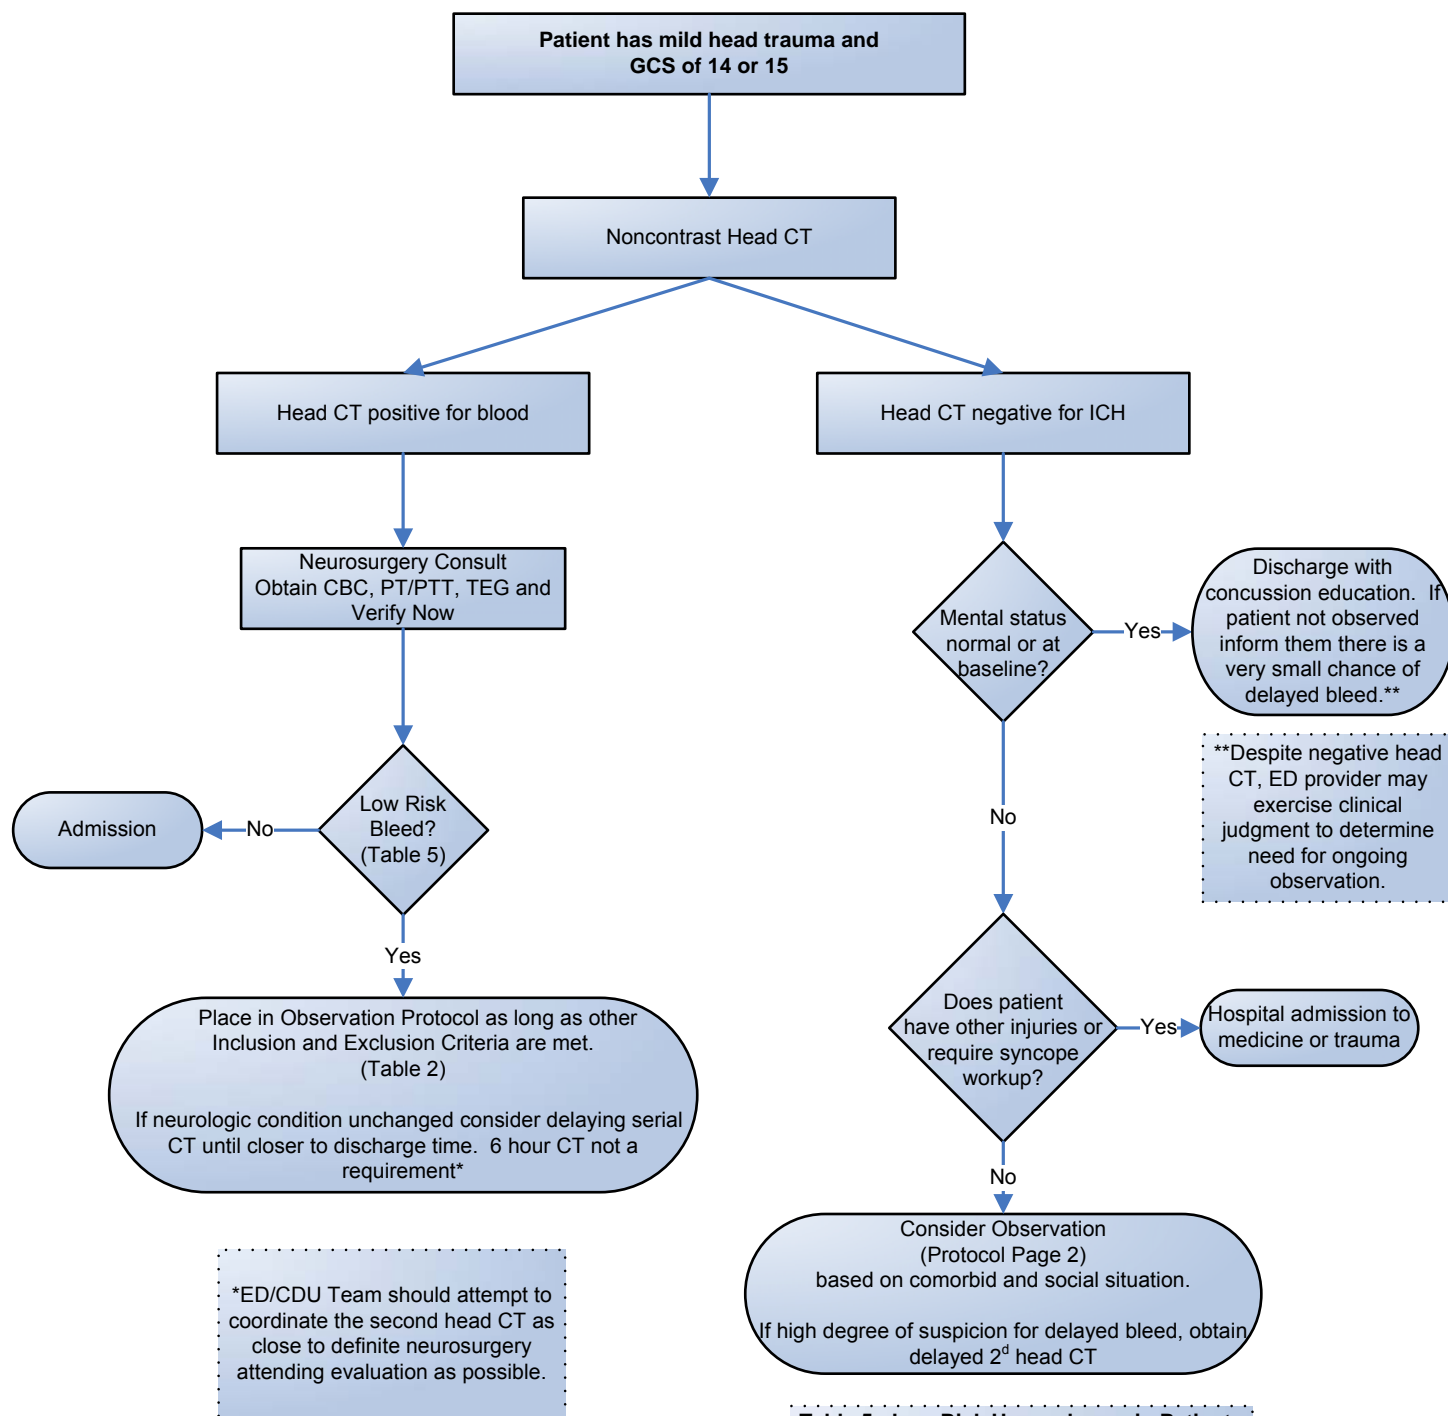 Patient has mild head trauma and
GCS of 14 or 15
Noncontrast Head CT
Head CT positive for blood
Head CT negative for ICH
Neurosurgery Consult
Obtain CBC, PT/PTT, TEG and
Verify Now
Mental status
normal or at
baseline?
Yes
Discharge with
concussion education.  If
patient not observed
inform them there is a
very small chance of
delayed bleed.**
**Despite negative head
CT, ED provider may
exercise clinical
judgment to determine
need for ongoing
observation.
Low Risk
Bleed?
(Table 5)
No
Admission
No
Yes
Place in Observation Protocol as long as other
Inclusion and Exclusion Criteria are met.
(Table 2)
If neurologic condition unchanged consider delaying serial
CT until closer to discharge time.  6 hour CT not a
requirement*
Does patient
have other injuries or
require syncope
workup?
Yes
Hospital admission to
medicine or trauma
No
Consider Observation
(Protocol Page 2)
based on comorbid and social situation.
If high degree of suspicion for delayed bleed, obtain
delayed 2d head CT
*ED/CDU Team should attempt to
coordinate the second head CT as
close to definite neurosurgery
attending evaluation as possible.